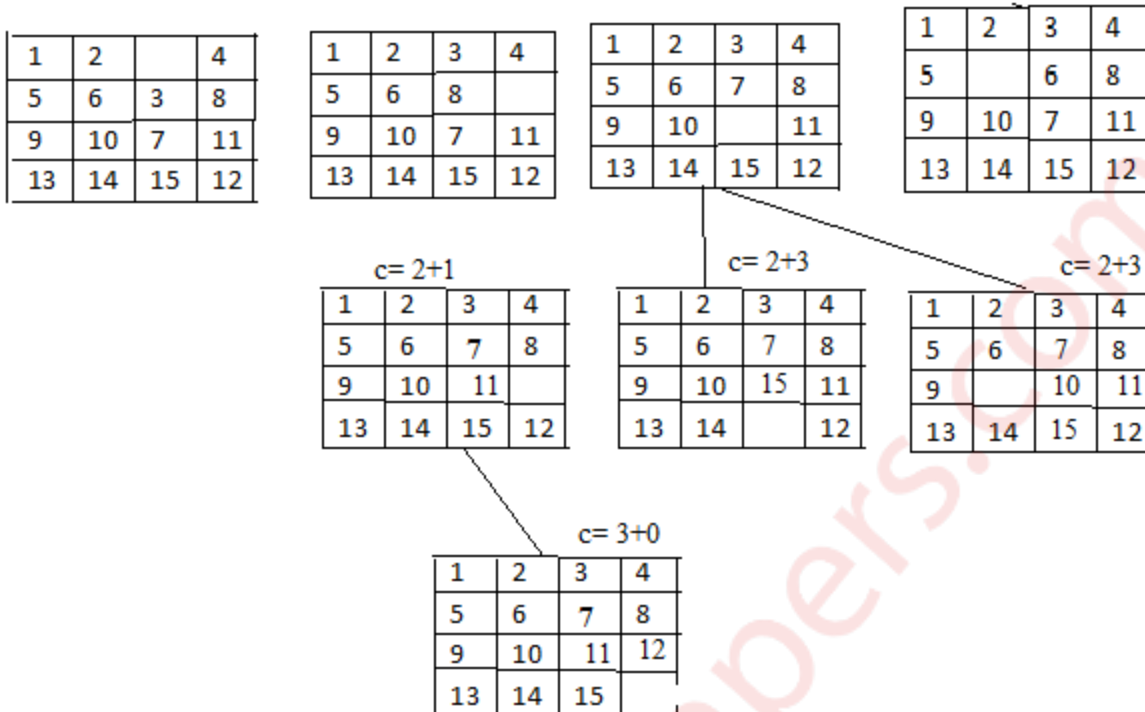 1 2 4
5 6 3 8
9 10 7 11
13 14 15 12
1 2 3 4
5 6 8
9 10 7 11
13 14 15 12
1 2 3 4
5 6 7 8
9 10 11
13 14 15 12
1 2 3 4
5 6 8
9 10 7 11
13 14 15 12
c= 2+1
1 2 3 4
5 6 7 8
9 10 11
13 14 15 12
c= 2+3
1 2 3 4
5 6 7 8
9 10 15 11
13 14 12
c= 2+3
1 2 3 4
5 6 7 8
9 10 11
13 14 15 12
c= 3+0
1 2 3 4
5 6 7 8
9 10 11 12
13 14 15
pers.com